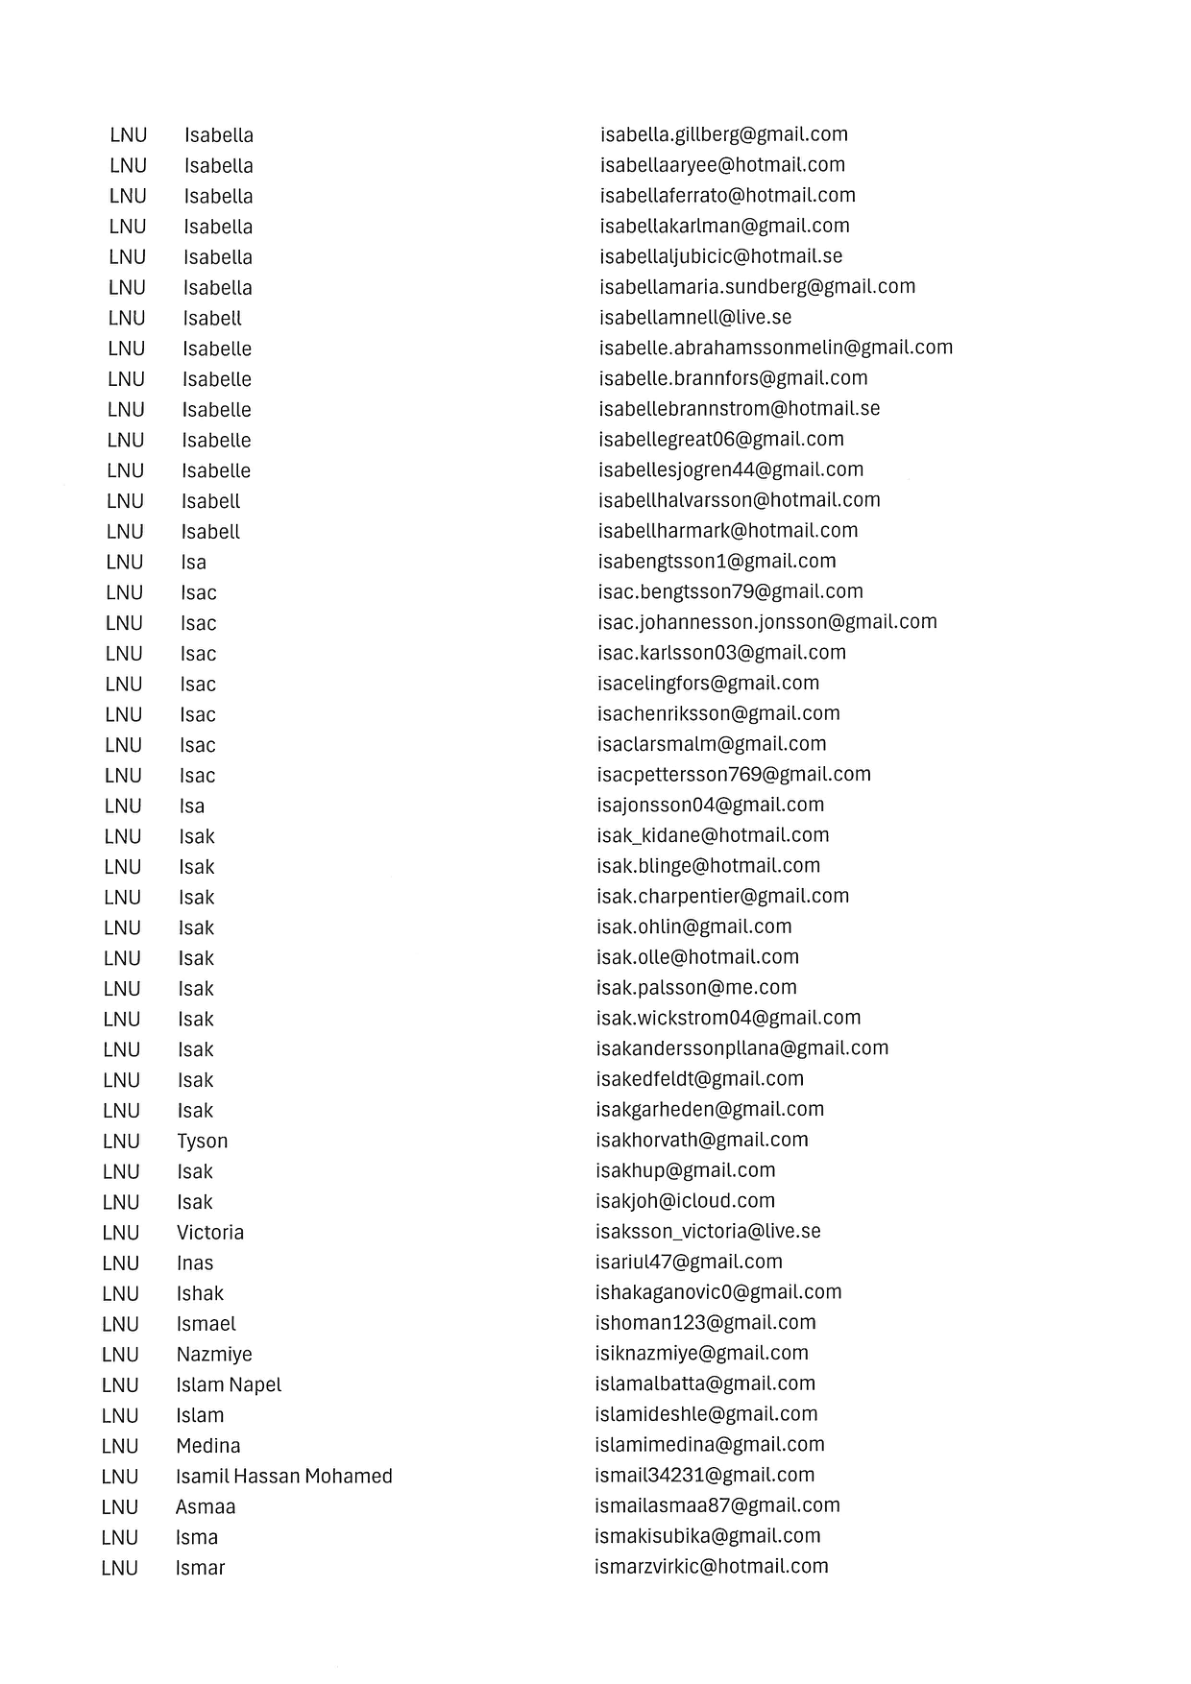 LNU Isabella isabella.gillberg@gmail.com
LNU Isabella isabellaaryee@hotmail.com
LNU Isabella isabellaferrato@hotmail.com
LNU Isabella isabellakarlman@gmail.com
LNU Isabella isabellaljubicic@hotmail.se
LNU Isabella isabellamaria.sundberg@gmail.com
LNU Isabell isabellamnell@live.se
LNU Isabelle isabelle.abrahamssonmelin@gmail.com
LNU Isabelle isabelle.brannfors@gmail.com
LNU Isabelle isabellebrannstrom@hotmail.se
LNU Isabelle isabellegreat06@gmail.com
LNU Isabelle isabellesjogren44@gmail.com
LNU Isabell isabellhalvarsson@hotmail.com
LNU Isabell isabellharmark@hotmail.com
LNU Isa isabengtsson1@gmail.com
LNU Isac isac.bengtsson79@gmail.com
LNU Isac isac.johannesson.jonsson@gmail.com
LNU Isac isac.karlsson03@gmail.com
LNU Isac isacelingfors@gmail.com
LNU Isac isachenriksson@gmail.com
LNU Isac isaclarsmalm@gmail.com
LNU Isac isacpettersson769@gmail.com
LNU Isa isajonsson04@gmail.com
LNU Isak isak_kidane@hotmail.com
LNU Isak isak.blinge@hotmail.com
LNU Isak isak.charpentier@gmail.com
LNU Isak isak.ohlin@gmail.com
LNU Isak isak.olle@hotmail.com
LNU Isak isak.palsson@me.com
LNU Isak isak.wickstrom04@gmail.com
LNU Isak isakanderssonpllana@gmail.com
LNU Isak isakedfeldt@gmail.com
LNU Isak isakgarheden@gmail.com
LNU Tyson isakhorvath@gmail.com
LNU Isak isakhup@gmail.com
LNU Isak isakjoh@icloud.com
LNU Victoria isaksson_victoria@live.se
LNU Inas isariul47@gmail.com
LNU Ishak ishakaganovic0@gmail.com
LNU Ismael ishoman123@gmail.com
LNU Nazmiye isiknazmiye@gmail.com
LNU Islam Napel islamalbatta@gmail.com
LNU Islam islamideshle@gmail.com
LNU Medina islamimedina@gmail.com
LNU Isamil Hassan Mohamed ismail34231@gmail.com
LNU Asmaa ismailasmaa87@gmail.com
LNU Isma ismakisubika@gmail.com
LNU Ismar ismarzvirkic@hotmail.com